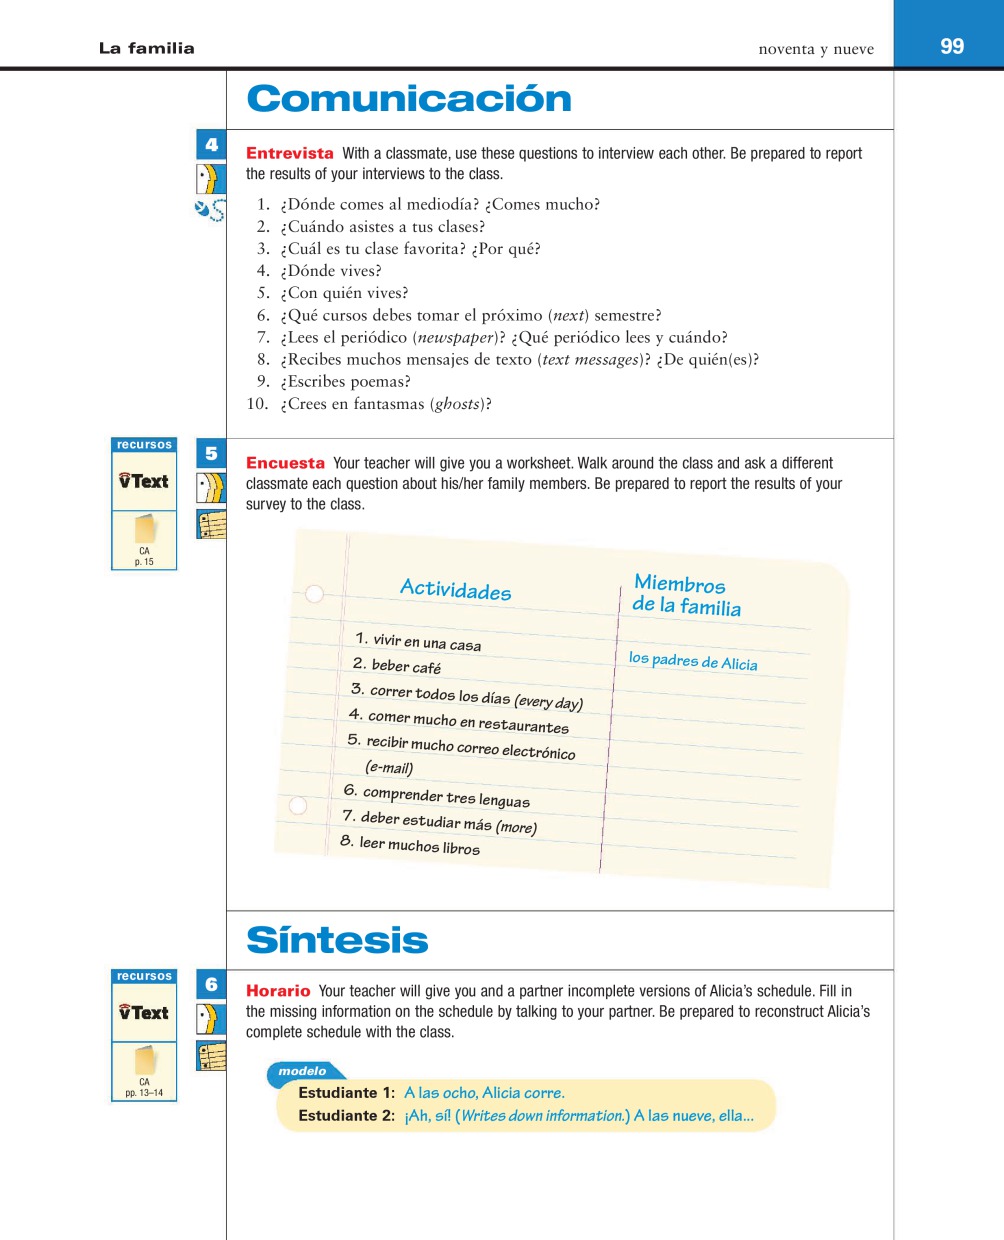 La familia
noventa y nueve
99
Comunicación
4
Entrevista With a classmate, use these questions to interview each other. Be prepared to report
the results of your interviews to the class.
1. ¿Dónde comes al mediodía? ¿Comes mucho?
2. ¿Cuándo asistes a tus clases?
3. ¿Cuál es tu clase favorita? ¿Por qué?
4. ¿Dónde vives?
5. ¿Con quién vives?
6. ¿Qué cursos debes tomar el próximo (next) semestre?
7. ¿Lees el periódico (newspaper)? ¿Qué periódico lees y cuándo?
8. ¿Recibes muchos mensajes de texto (text messages)? ¿De quién(es)?
9. ¿Escribes poemas?
10. ¿Crees en fantasmas (ghosts)?
recursos
vText
CA
p. 15
5
Encuesta Your teacher will give you a worksheet. Walk around the class and ask a different
classmate each question about his/her family members. Be prepared to report the results of your
survey to the class.
Actividades
Miembros
de la familia
1. vivir en una casa
los padres de Alicia
2. beber café
3. correr todos los días (every day)
4. comer mucho en restaurantes
5. recibir mucho correo electrónico
(e-mail)
6. comprender tres lenguas
7. deber estudiar más (more)
8. leer muchos libros
Síntesis
recursos
vText
CA
pp. 13–14
6
Horario Your teacher will give you and a partner incomplete versions of Alicia's schedule. Fill in
the missing information on the schedule by talking to your partner. Be prepared to reconstruct Alicia's
complete schedule with the class.
modelo
Estudiante 1: A las ocho, Alicia corre.
Estudiante 2: ¡Ah, sí! (Writes down information.) A las nueve, ella...